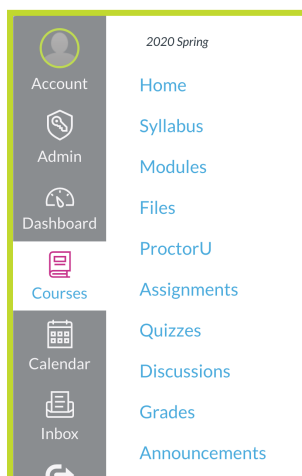 Account
Admin
Dashboard
Courses
Calendar
Inbox
2020 Spring
Home
Syllabus
Modules
Files
ProctorU
Assignments
Quizzes
Discussions
Grades
Announcements